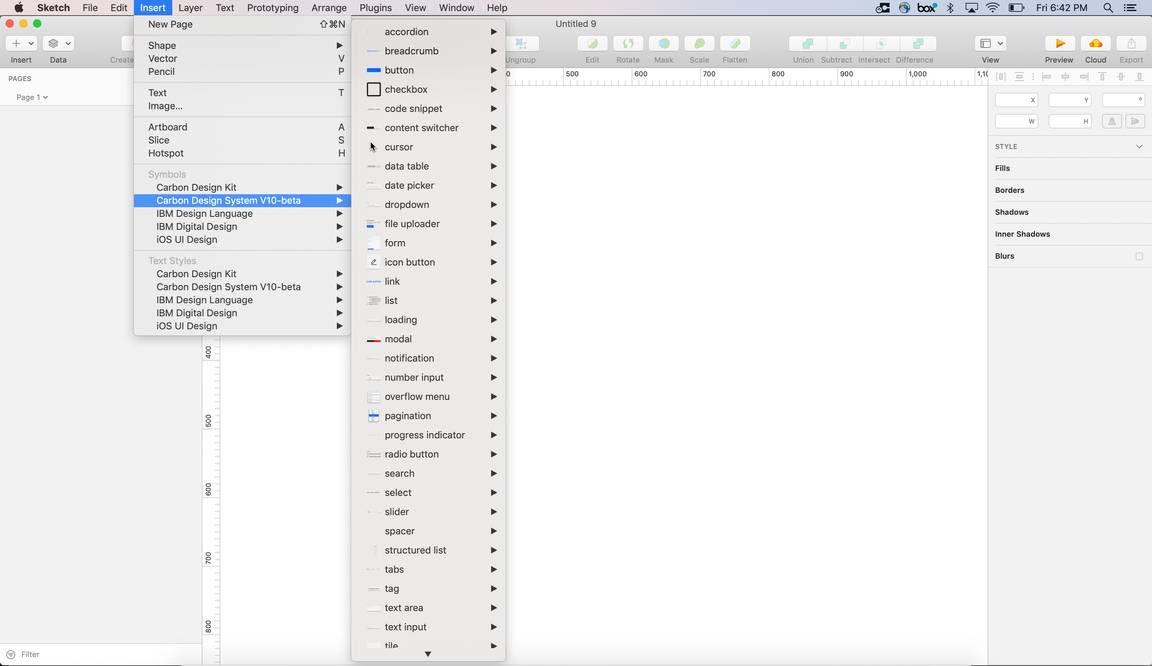 Sketch File Edit Insert Layer Text Prototyping Arrange Plugins View Window Help box Fri 6:42 PM
Untitled 9
Insert Data Create Ungroup Edit Rotate Mask Scale Flatten Union Subtract Intersect Difference View Preview Cloud Export
PAGES
Page 1
New Page ⇧⌘N
Shape
Vector V
Pencil P
Text T
Image...
Artboard A
Slice S
Hotspot H
Symbols
Carbon Design Kit
Carbon Design System V10-beta
IBM Design Language
IBM Digital Design
iOS UI Design
Text Styles
Carbon Design Kit
Carbon Design System V10-beta
IBM Design Language
IBM Digital Design
iOS UI Design
accordion
breadcrumb
button
checkbox
code snippet
content switcher
cursor
data table
date picker
dropdown
file uploader
form
icon button
link
list
loading
modal
notification
number input
overflow menu
pagination
progress indicator
radio button
search
select
slider
spacer
structured list
tabs
tag
text area
text input
tile
500 600 700 800 900 1,000
400
500
600
700
800
X Y °
W H
STYLE
Fills
Borders
Shadows
Inner Shadows
Blurs
Filter